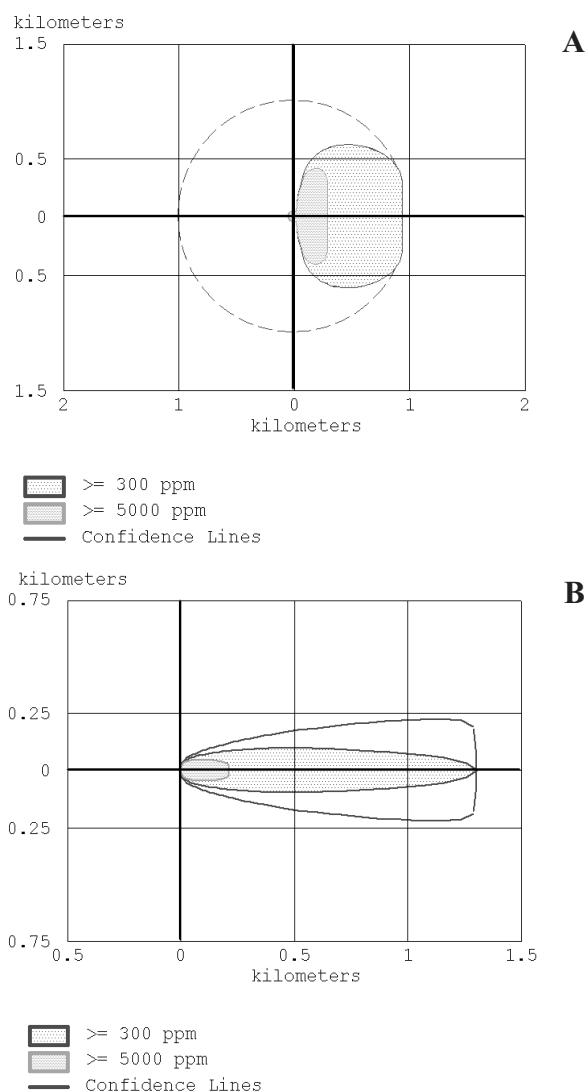 kilometers
A
1.5
0.5
0
0.5
1.5
2 1 0 1 2
kilometers
>= 300 ppm
>= 5000 ppm
Confidence Lines
kilometers
B
0.75
0.25
0
0.25
0.75
0.5 0 0.5 1 1.5
kilometers
>= 300 ppm
>= 5000 ppm
Confidence Lines